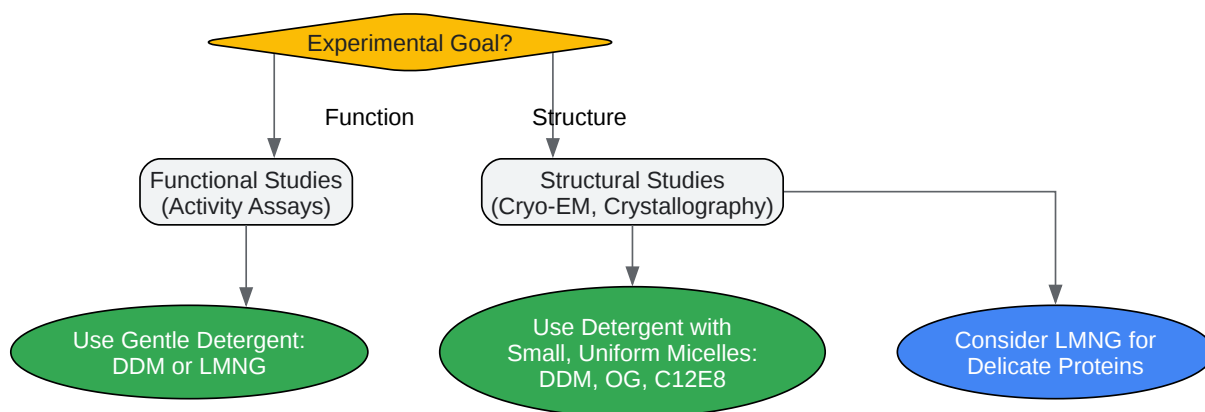 Experimental Goal?
Function
Structure
Functional Studies
(Activity Assays)
Structural Studies
(Cryo-EM, Crystallography)
Use Gentle Detergent:
DDM or LMNG
Use Detergent with
Small, Uniform Micelles:
DDM, OG, C12E8
Consider LMNG for
Delicate Proteins